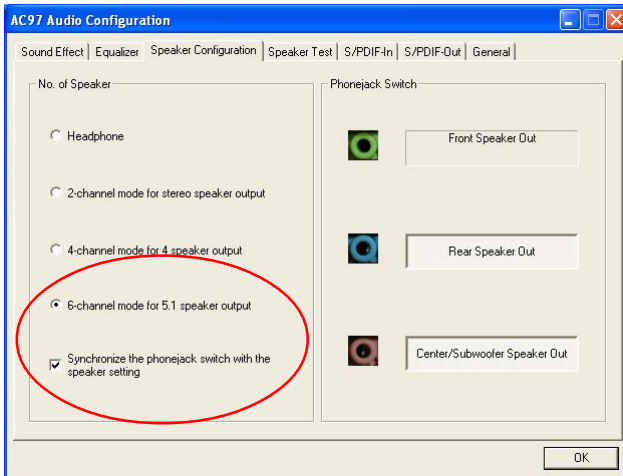 AC97 Audio Configuration
Sound Effect Equalizer Speaker Configuration Speaker Test S/PDIF-In S/PDIF-Out General
No. of Speaker
Headphone
2-channel mode for stereo speaker output
4-channel mode for 4 speaker output
6-channel mode for 5.1 speaker output
Synchronize the phonejack switch with the
speaker setting
Phonejack Switch
Front Speaker Out
Rear Speaker Out
Center/Subwoofer Speaker Out
OK